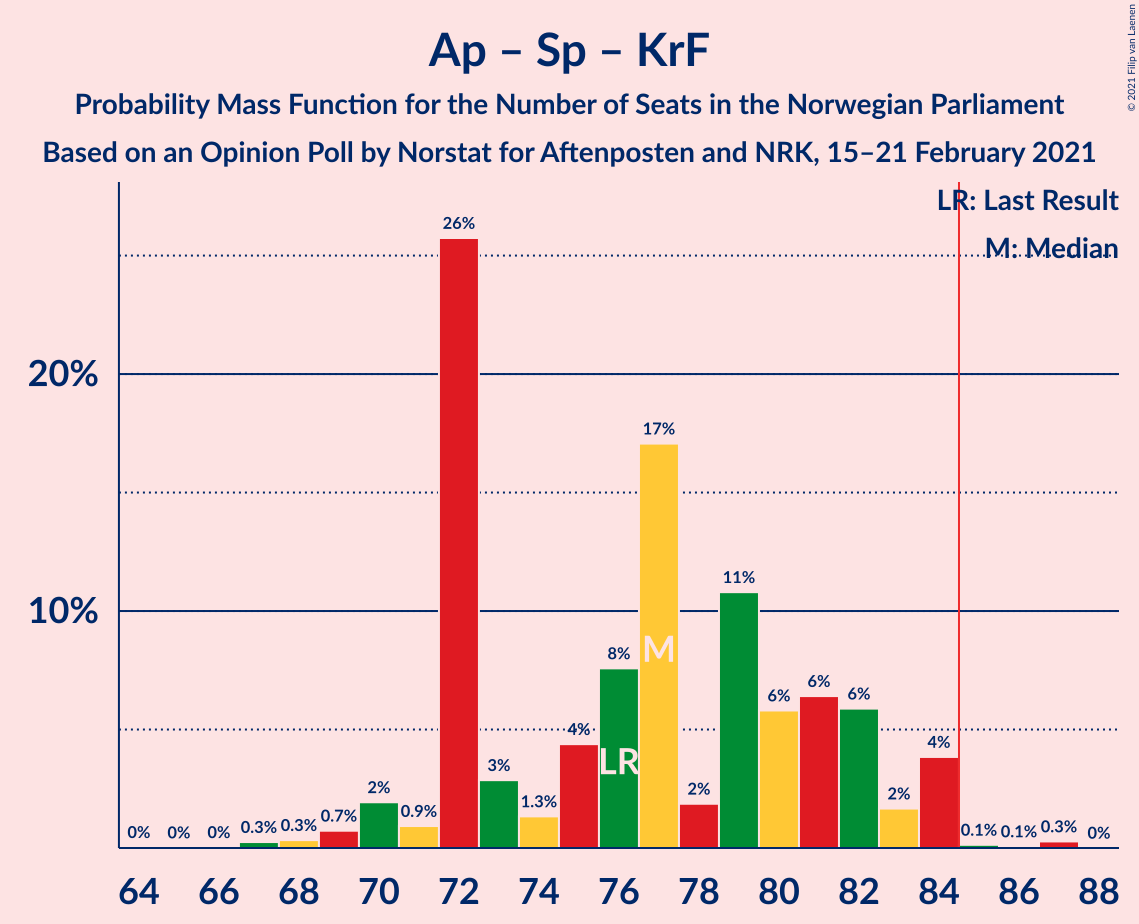 Ap – Sp – KrF
Probability Mass Function for the Number of Seats in the Norwegian Parliament
Based on an Opinion Poll by Norstat for Aftenposten and NRK, 15–21 February 2021
© 2021 Filip van Laenen
LR: Last Result
M: Median
20%
10%
0% 0% 0% 0.3% 0.3% 0.7% 2% 0.9% 26% 3% 1.3% 4% 8% 17% 2% 11% 6% 6% 6% 2% 4% 0.1% 0.1% 0.3% 0%
M
LR
64 66 68 70 72 74 76 78 80 82 84 86 88